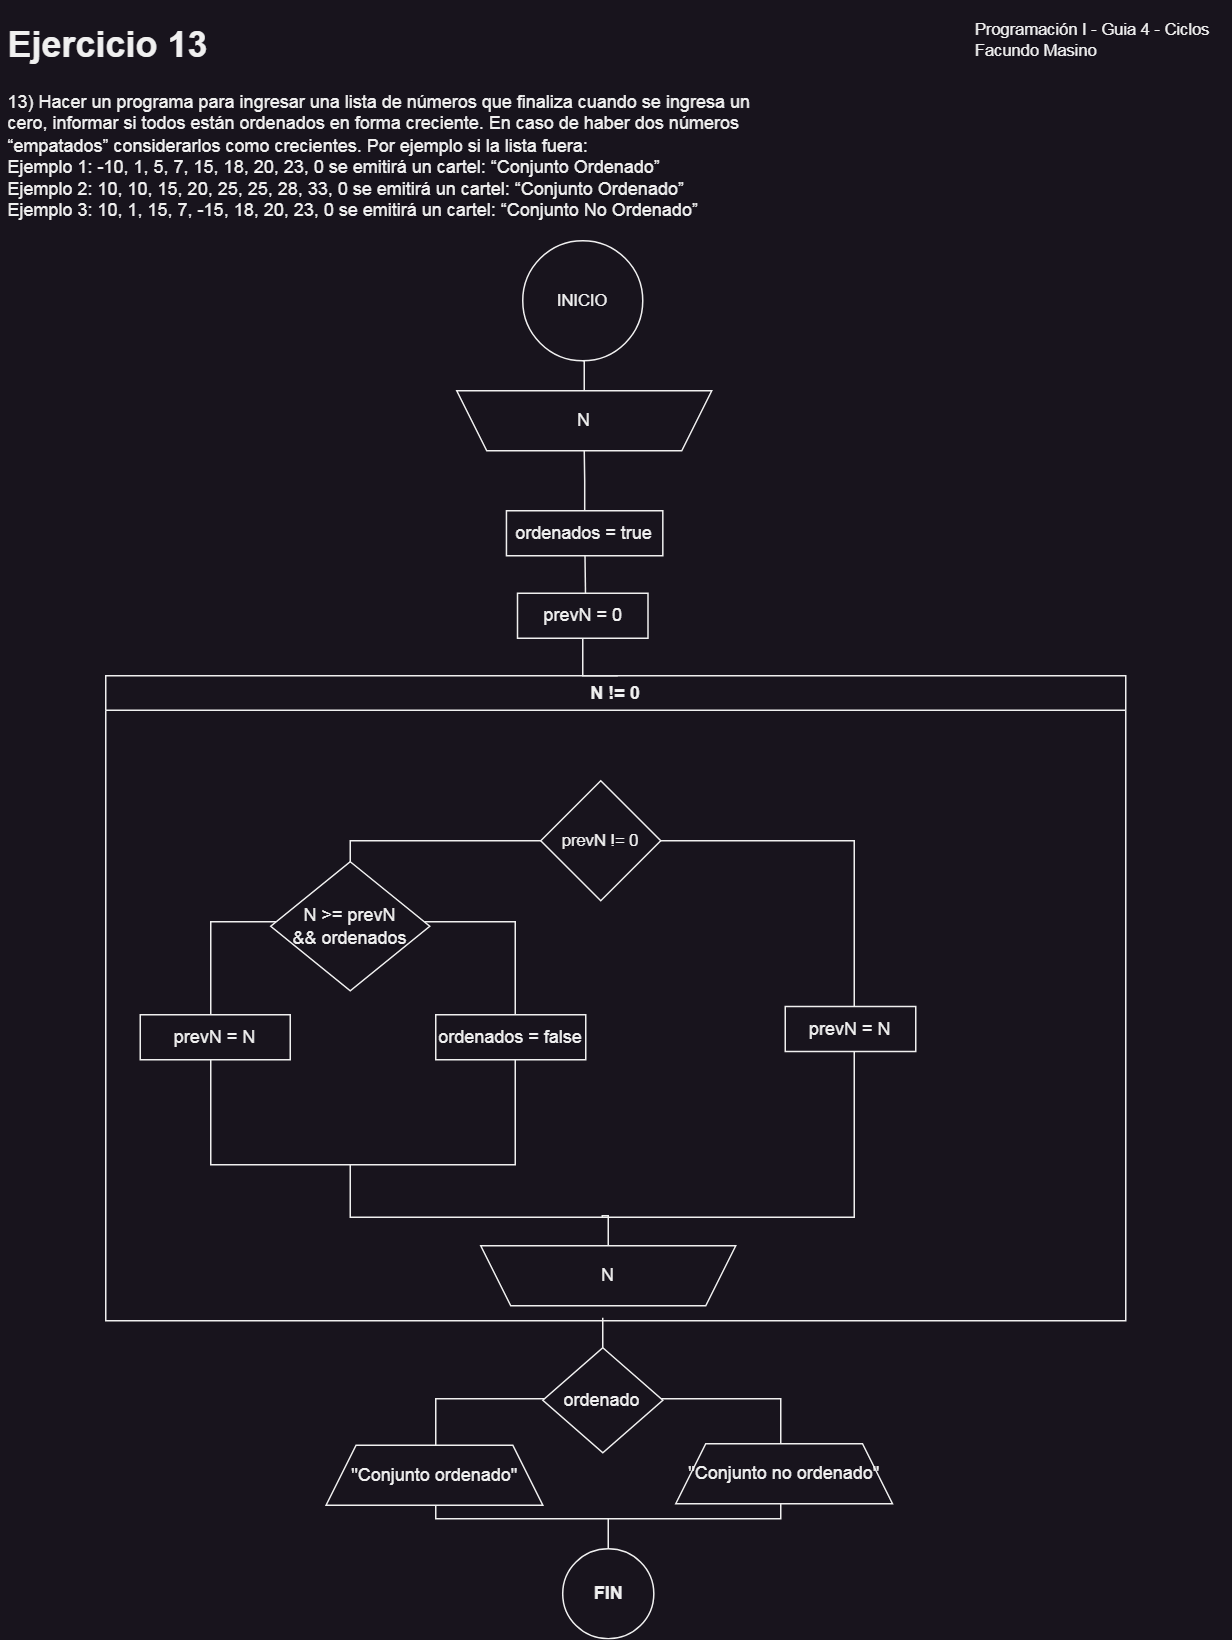 Ejercicio 13
Programación I - Guia 4 - Ciclos
Facundo Masino
13) Hacer un programa para ingresar una lista de números que finaliza cuando se ingresa un
cero, informar si todos están ordenados en forma creciente. En caso de haber dos números
“empatados” considerarlos como crecientes. Por ejemplo si la lista fuera:
Ejemplo 1: -10, 1, 5, 7, 15, 18, 20, 23, 0 se emitirá un cartel: “Conjunto Ordenado”
Ejemplo 2: 10, 10, 15, 20, 25, 25, 28, 33, 0 se emitirá un cartel: “Conjunto Ordenado”
Ejemplo 3: 10, 1, 15, 7, -15, 18, 20, 23, 0 se emitirá un cartel: “Conjunto No Ordenado”
INICIO
N
ordenados = true
prevN = 0
N != 0
prevN != 0
N >= prevN
&& ordenados
prevN = N
ordenados = false
prevN = N
N
ordenado
"Conjunto ordenado"
"Conjunto no ordenado"
FIN